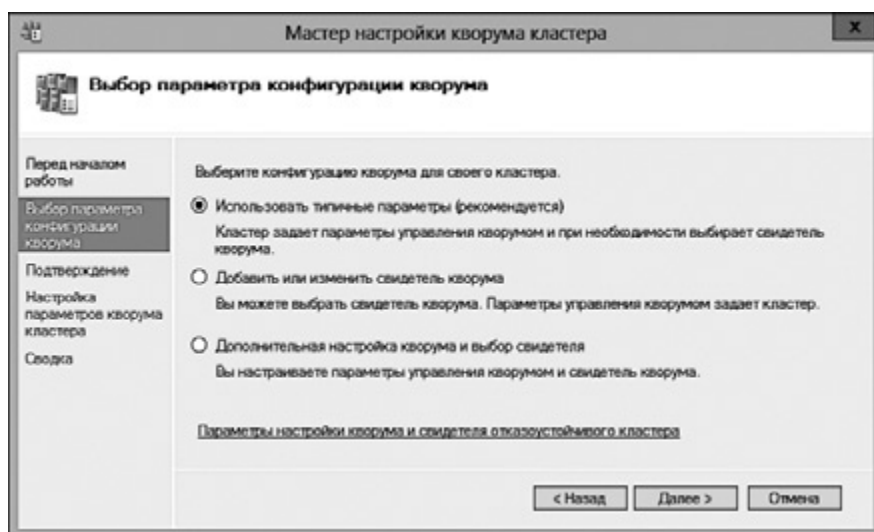 Мастер настройки кворума кластера
x
Выбор параметра конфигурации кворума
Перед началом
работы
Выбор параметра
конфигурации
кворума
Подтверждение
Настройка
параметров кворума
кластера
Сводка
Выберите конфигурацию кворума для своего кластера.
Использовать типичные параметры (рекомендуется)
Кластер задает параметры управления кворумом и при необходимости выбирает свидетель
кворума.
Добавить или изменить свидетель кворума
Вы можете выбрать свидетель кворума. Параметры управления кворумом задает кластер.
Дополнительная настройка кворума и выбор свидетеля
Вы настраиваете параметры управления кворумом и свидетель кворума.
Параметры настройки кворума и свидетеля отказоустойчивого кластера
< Назад
Далее >
Отмена